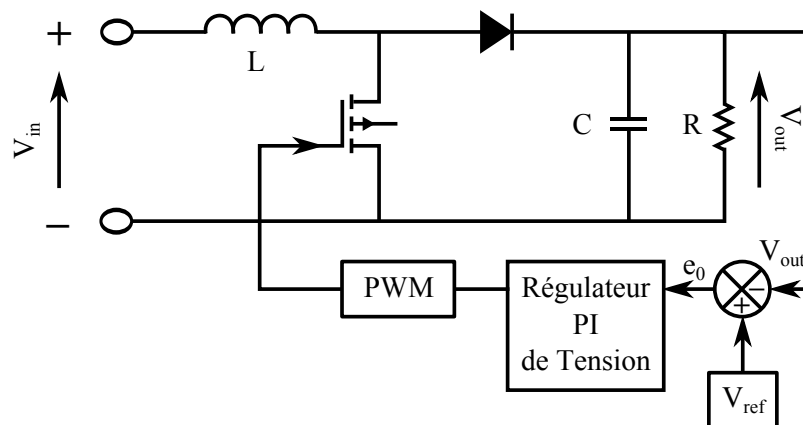 +
L
V_in
C
R
V_out
−
V_out
e_0
PWM
Régulateur
PI
de Tension
−
+
V_ref